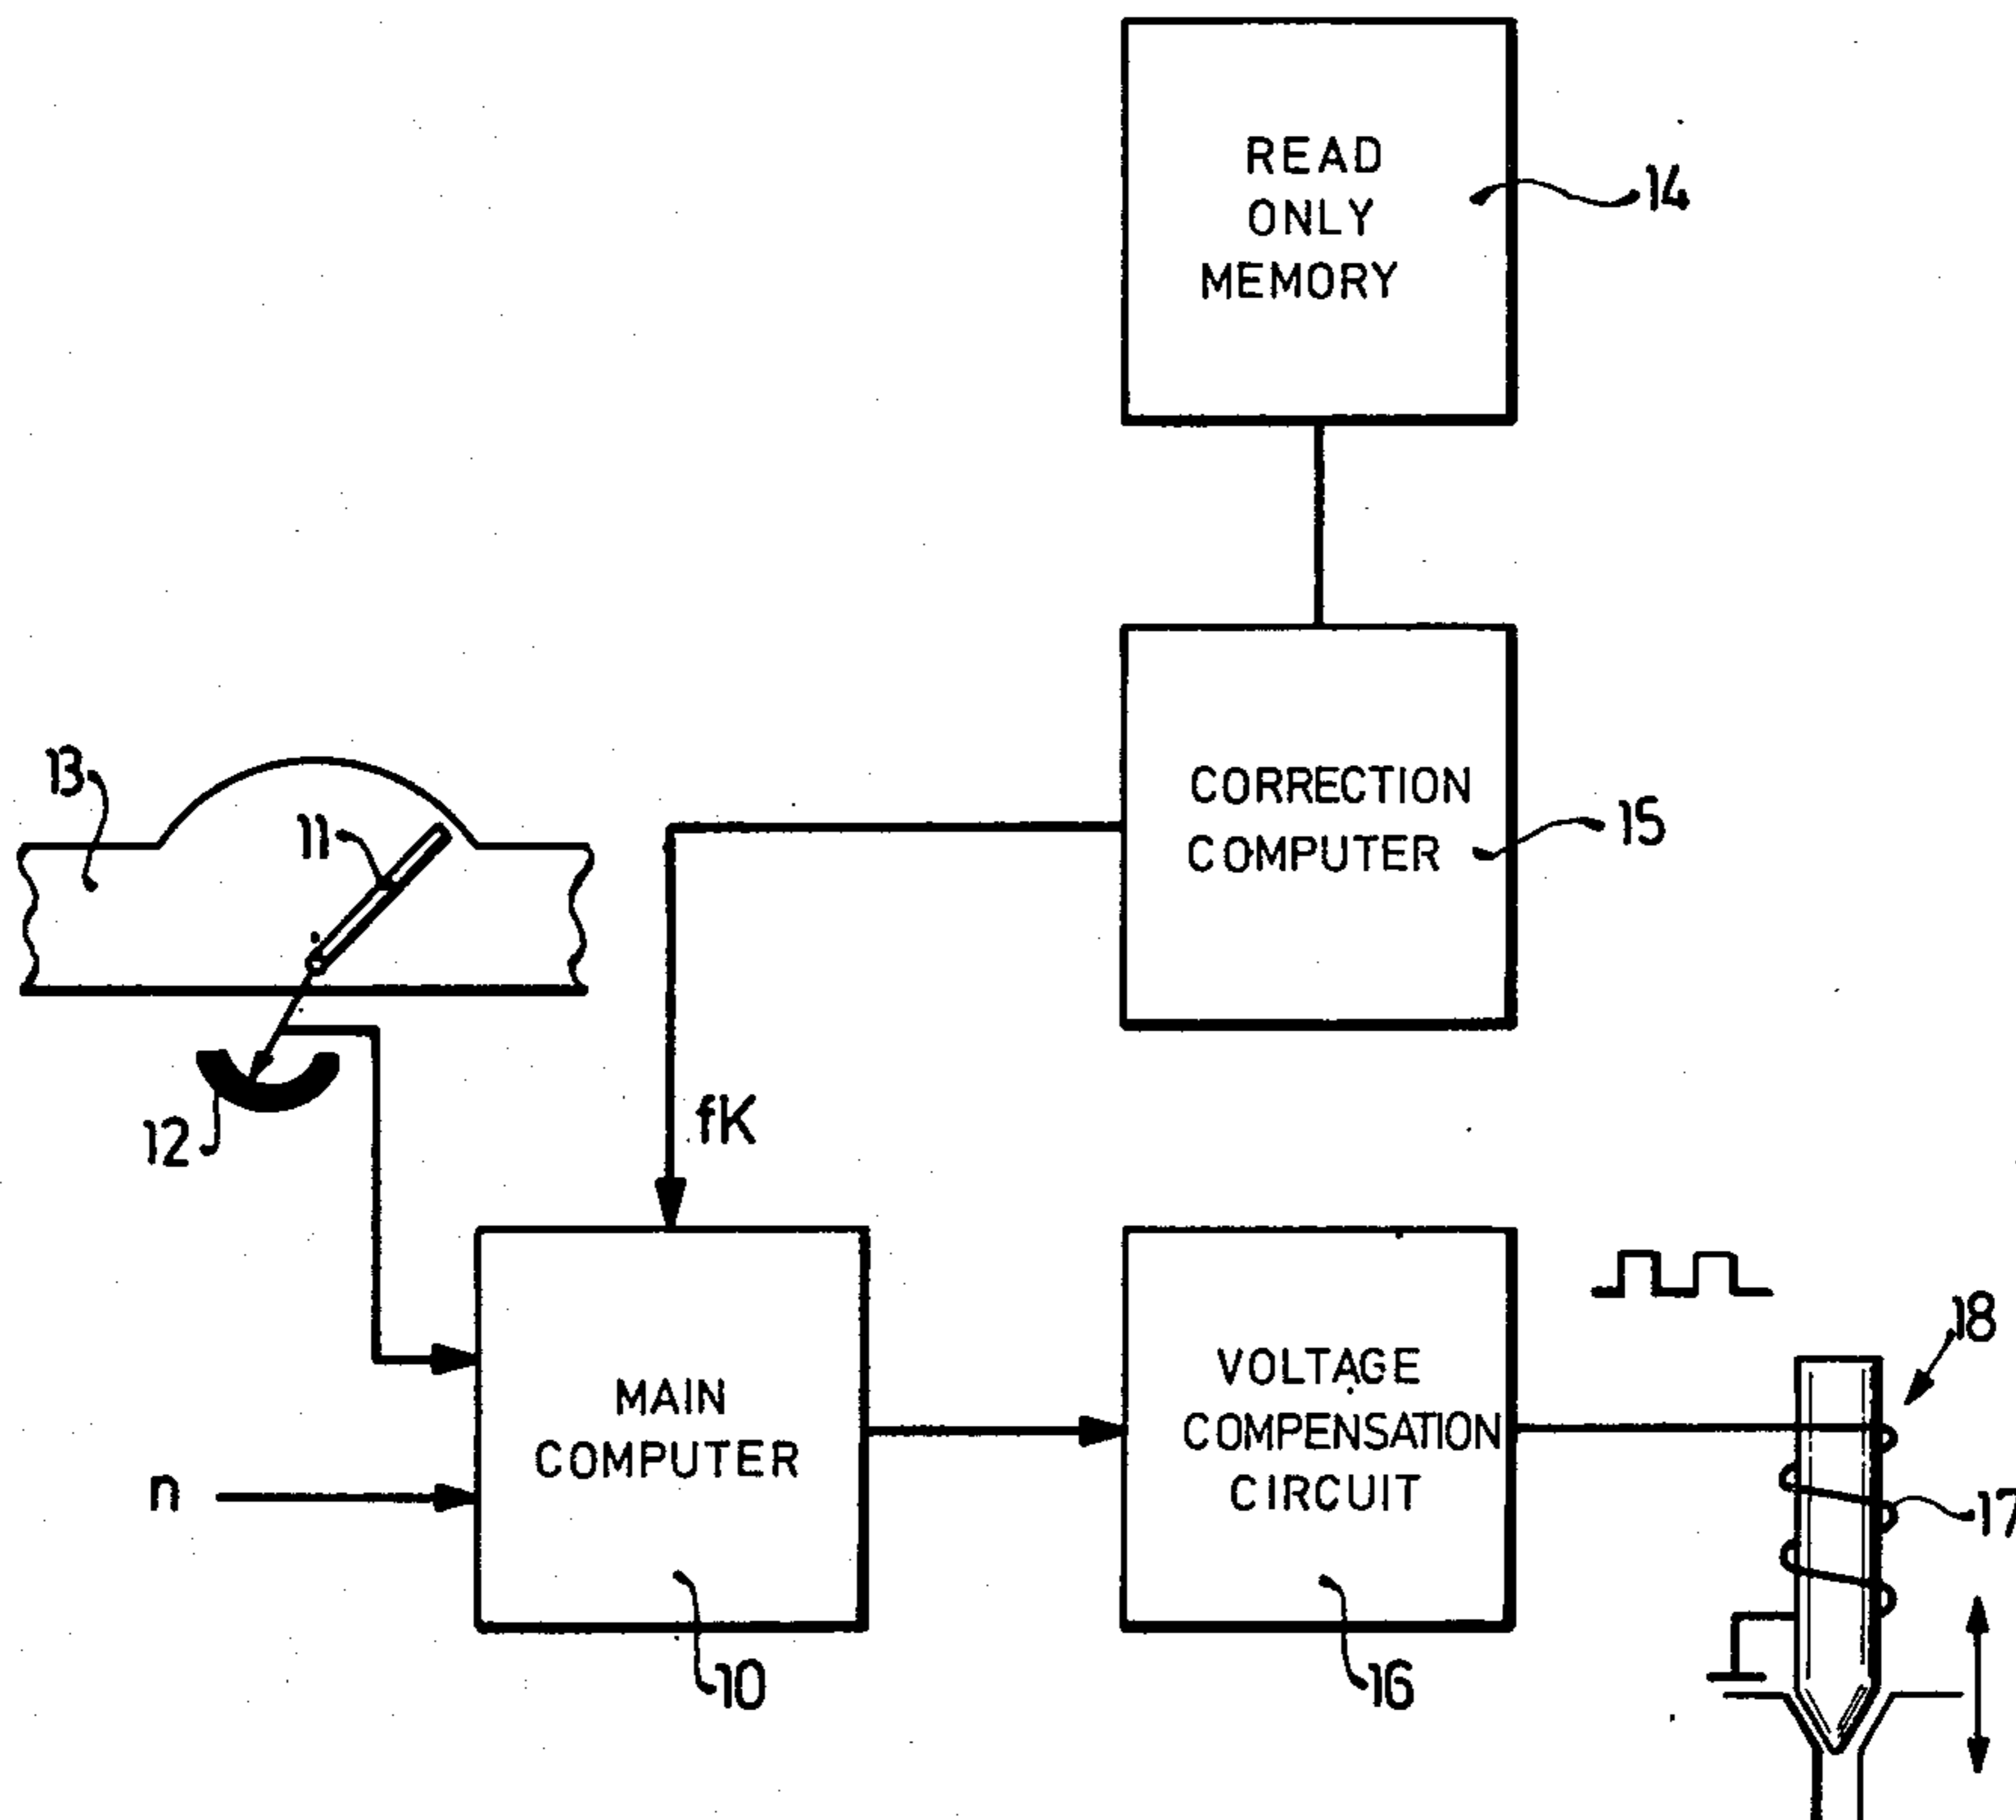 READ
ONLY
MEMORY
14
CORRECTION
COMPUTER
15
13
11
12
fK
MAIN
COMPUTER
10
n
VOLTAGE
COMPENSATION
CIRCUIT
16
18
17